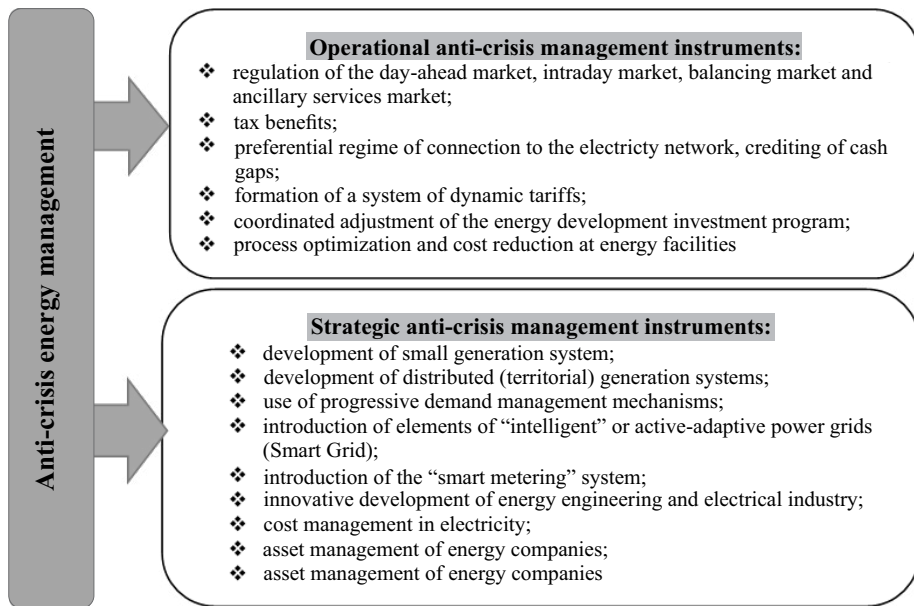 Anti-crisis energy management
Operational anti-crisis management instruments:
❖ regulation of the day-ahead market, intraday market, balancing market and
ancillary services market;
❖ tax benefits;
❖ preferential regime of connection to the electricty network, crediting of cash
gaps;
❖ formation of a system of dynamic tariffs;
❖ coordinated adjustment of the energy development investment program;
❖ process optimization and cost reduction at energy facilities
Strategic anti-crisis management instruments:
❖ development of small generation system;
❖ development of distributed (territorial) generation systems;
❖ use of progressive demand management mechanisms;
❖ introduction of elements of “intelligent” or active-adaptive power grids
(Smart Grid);
❖ introduction of the “smart metering” system;
❖ innovative development of energy engineering and electrical industry;
❖ cost management in electricity;
❖ asset management of energy companies;
❖ asset management of energy companies